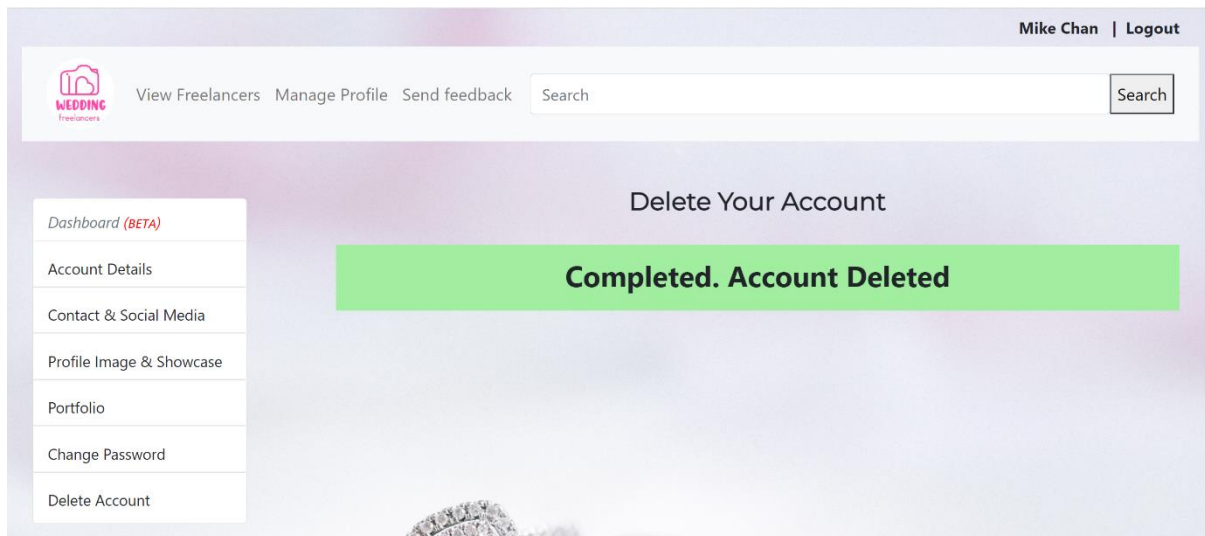 Mike Chan | Logout
WEDDING
freelancers
View Freelancers Manage Profile Send feedback Search Search
Delete Your Account
Dashboard (BETA)
Account Details
Completed. Account Deleted
Contact & Social Media
Profile Image & Showcase
Portfolio
Change Password
Delete Account